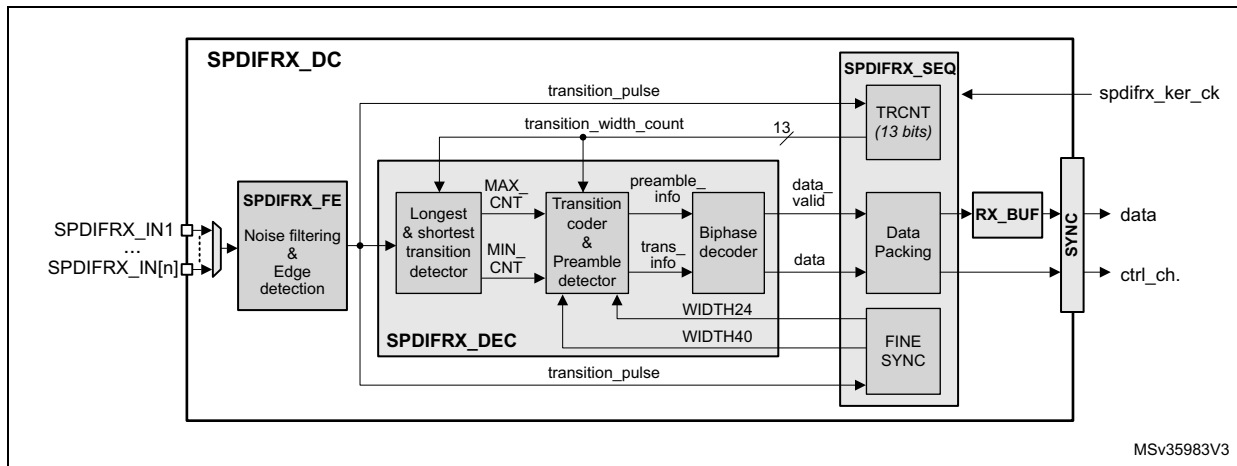 SPDIFRX_DC
SPDIFRX_SEQ
transition_pulse
spdifrx_ker_ck
TRCNT
(13 bits)
transition_width_count
13
SPDIFRX_IN1
...
SPDIFRX_IN[n]
SPDIFRX_FE
Noise filtering
&
Edge
detection
Longest
& shortest
transition
detector
MAX_
CNT
MIN_
CNT
Transition
coder
&
Preamble
detector
preamble_
info
trans_
info
Biphase
decoder
data_
valid
data
Data
Packing
RX_BUF
SYNC
data
ctrl_ch.
WIDTH24
WIDTH40
SPDIFRX_DEC
FINE
SYNC
transition_pulse
MSv35983V3